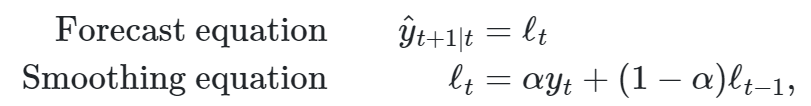 Forecast equation ŷ_{t+1|t} = ℓ_t
Smoothing equation ℓ_t = αy_t + (1 − α)ℓ_{t−1},